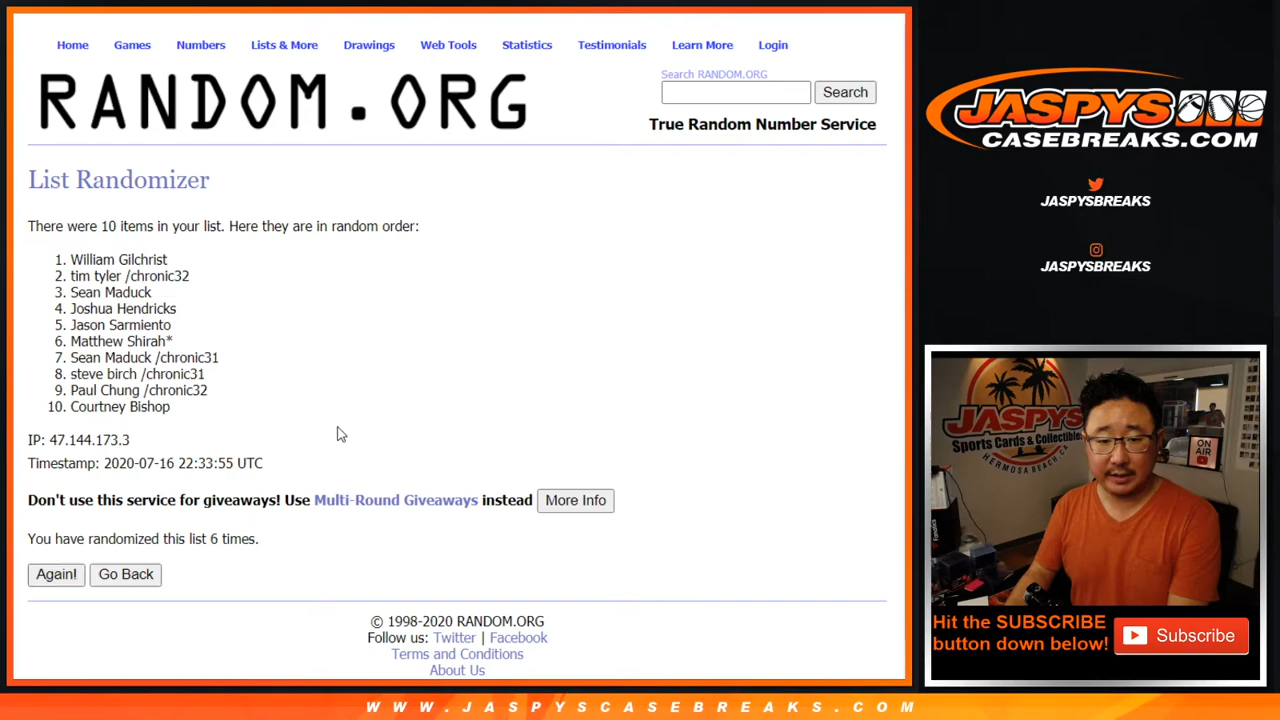 Home Games Numbers Lists & More Drawings Web Tools Statistics Testimonials Learn More Login
RANDOM.ORG
Search RANDOM.ORG
Search
True Random Number Service
List Randomizer
There were 10 items in your list. Here they are in random order:
1. William Gilchrist
2. tim tyler /chronic32
3. Sean Maduck
4. Joshua Hendricks
5. Jason Sarmiento
6. Matthew Shirah*
7. Sean Maduck /chronic31
8. steve birch /chronic31
9. Paul Chung /chronic32
10. Courtney Bishop
IP: 47.144.173.3
Timestamp: 2020-07-16 22:33:55 UTC
Don't use this service for giveaways! Use Multi-Round Giveaways instead More Info
You have randomized this list 6 times.
Again! Go Back
© 1998-2020 RANDOM.ORG
Follow us: Twitter | Facebook
Terms and Conditions
About Us
JASPYS
CASEBREAKS.COM
JASPYSBREAKS
JASPYSBREAKS
JASPYS
Sports Cards & Collectibles
HERMOSA BEACH, CA
ON AIR
Hit the SUBSCRIBE
button down below!
Subscribe
WWW.JASPYSCASEBREAKS.COM